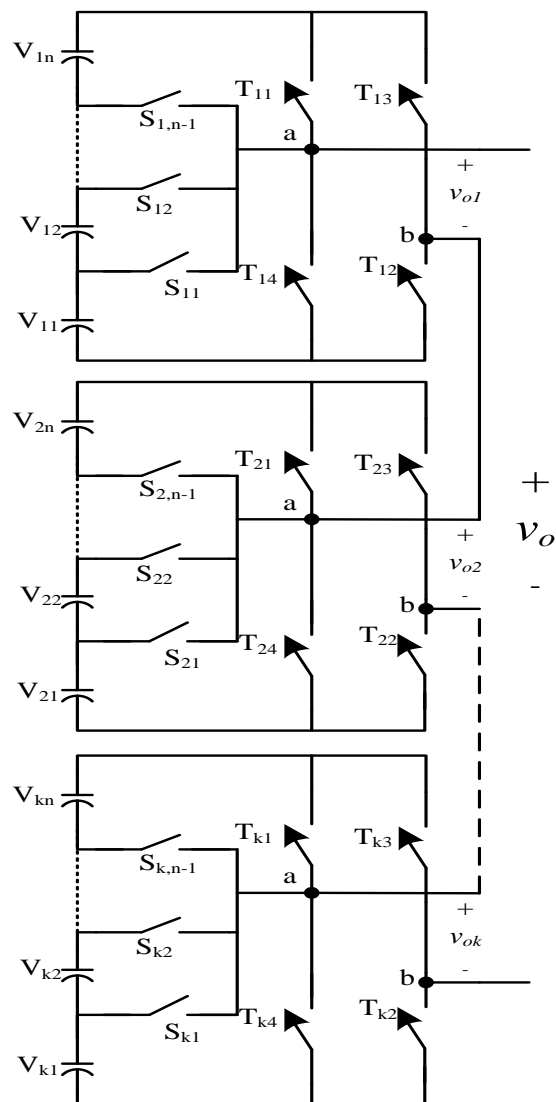 V1n
T11
T13
S1,n-1
a
+
vo1
-
S12
V12
b
T14
T12
S11
V11
V2n
T21
T23
S2,n-1
a
+
vo
-
+
vo2
-
S22
V22
b
T24
T22
S21
V21
Vkn
Tk1
Tk3
Sk,n-1
a
+
vok
-
Sk2
Vk2
b
Tk4
Tk2
Sk1
Vk1